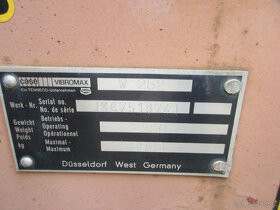 case VIBROMAX
Ein TENNECO-Unternehmen
Werk-Nr. Serial no.
No. de série
Gewicht Betriebs-
Weight Operating
Poids Opérationnel
kg Maximal-
Maximum
Düsseldorf West Germany